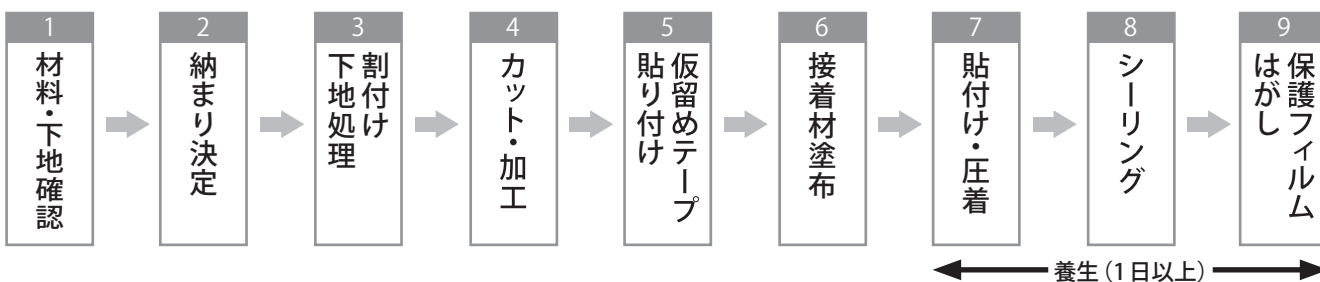 1
材料・下地確認
2
納まり決定
3
割付け
下地処理
4
カット・加工
5
仮留めテープ
貼り付け
6
接着材塗布
7
貼付け・圧着
8
シーリング
9
保護フィルム
はがし
養生(1日以上)